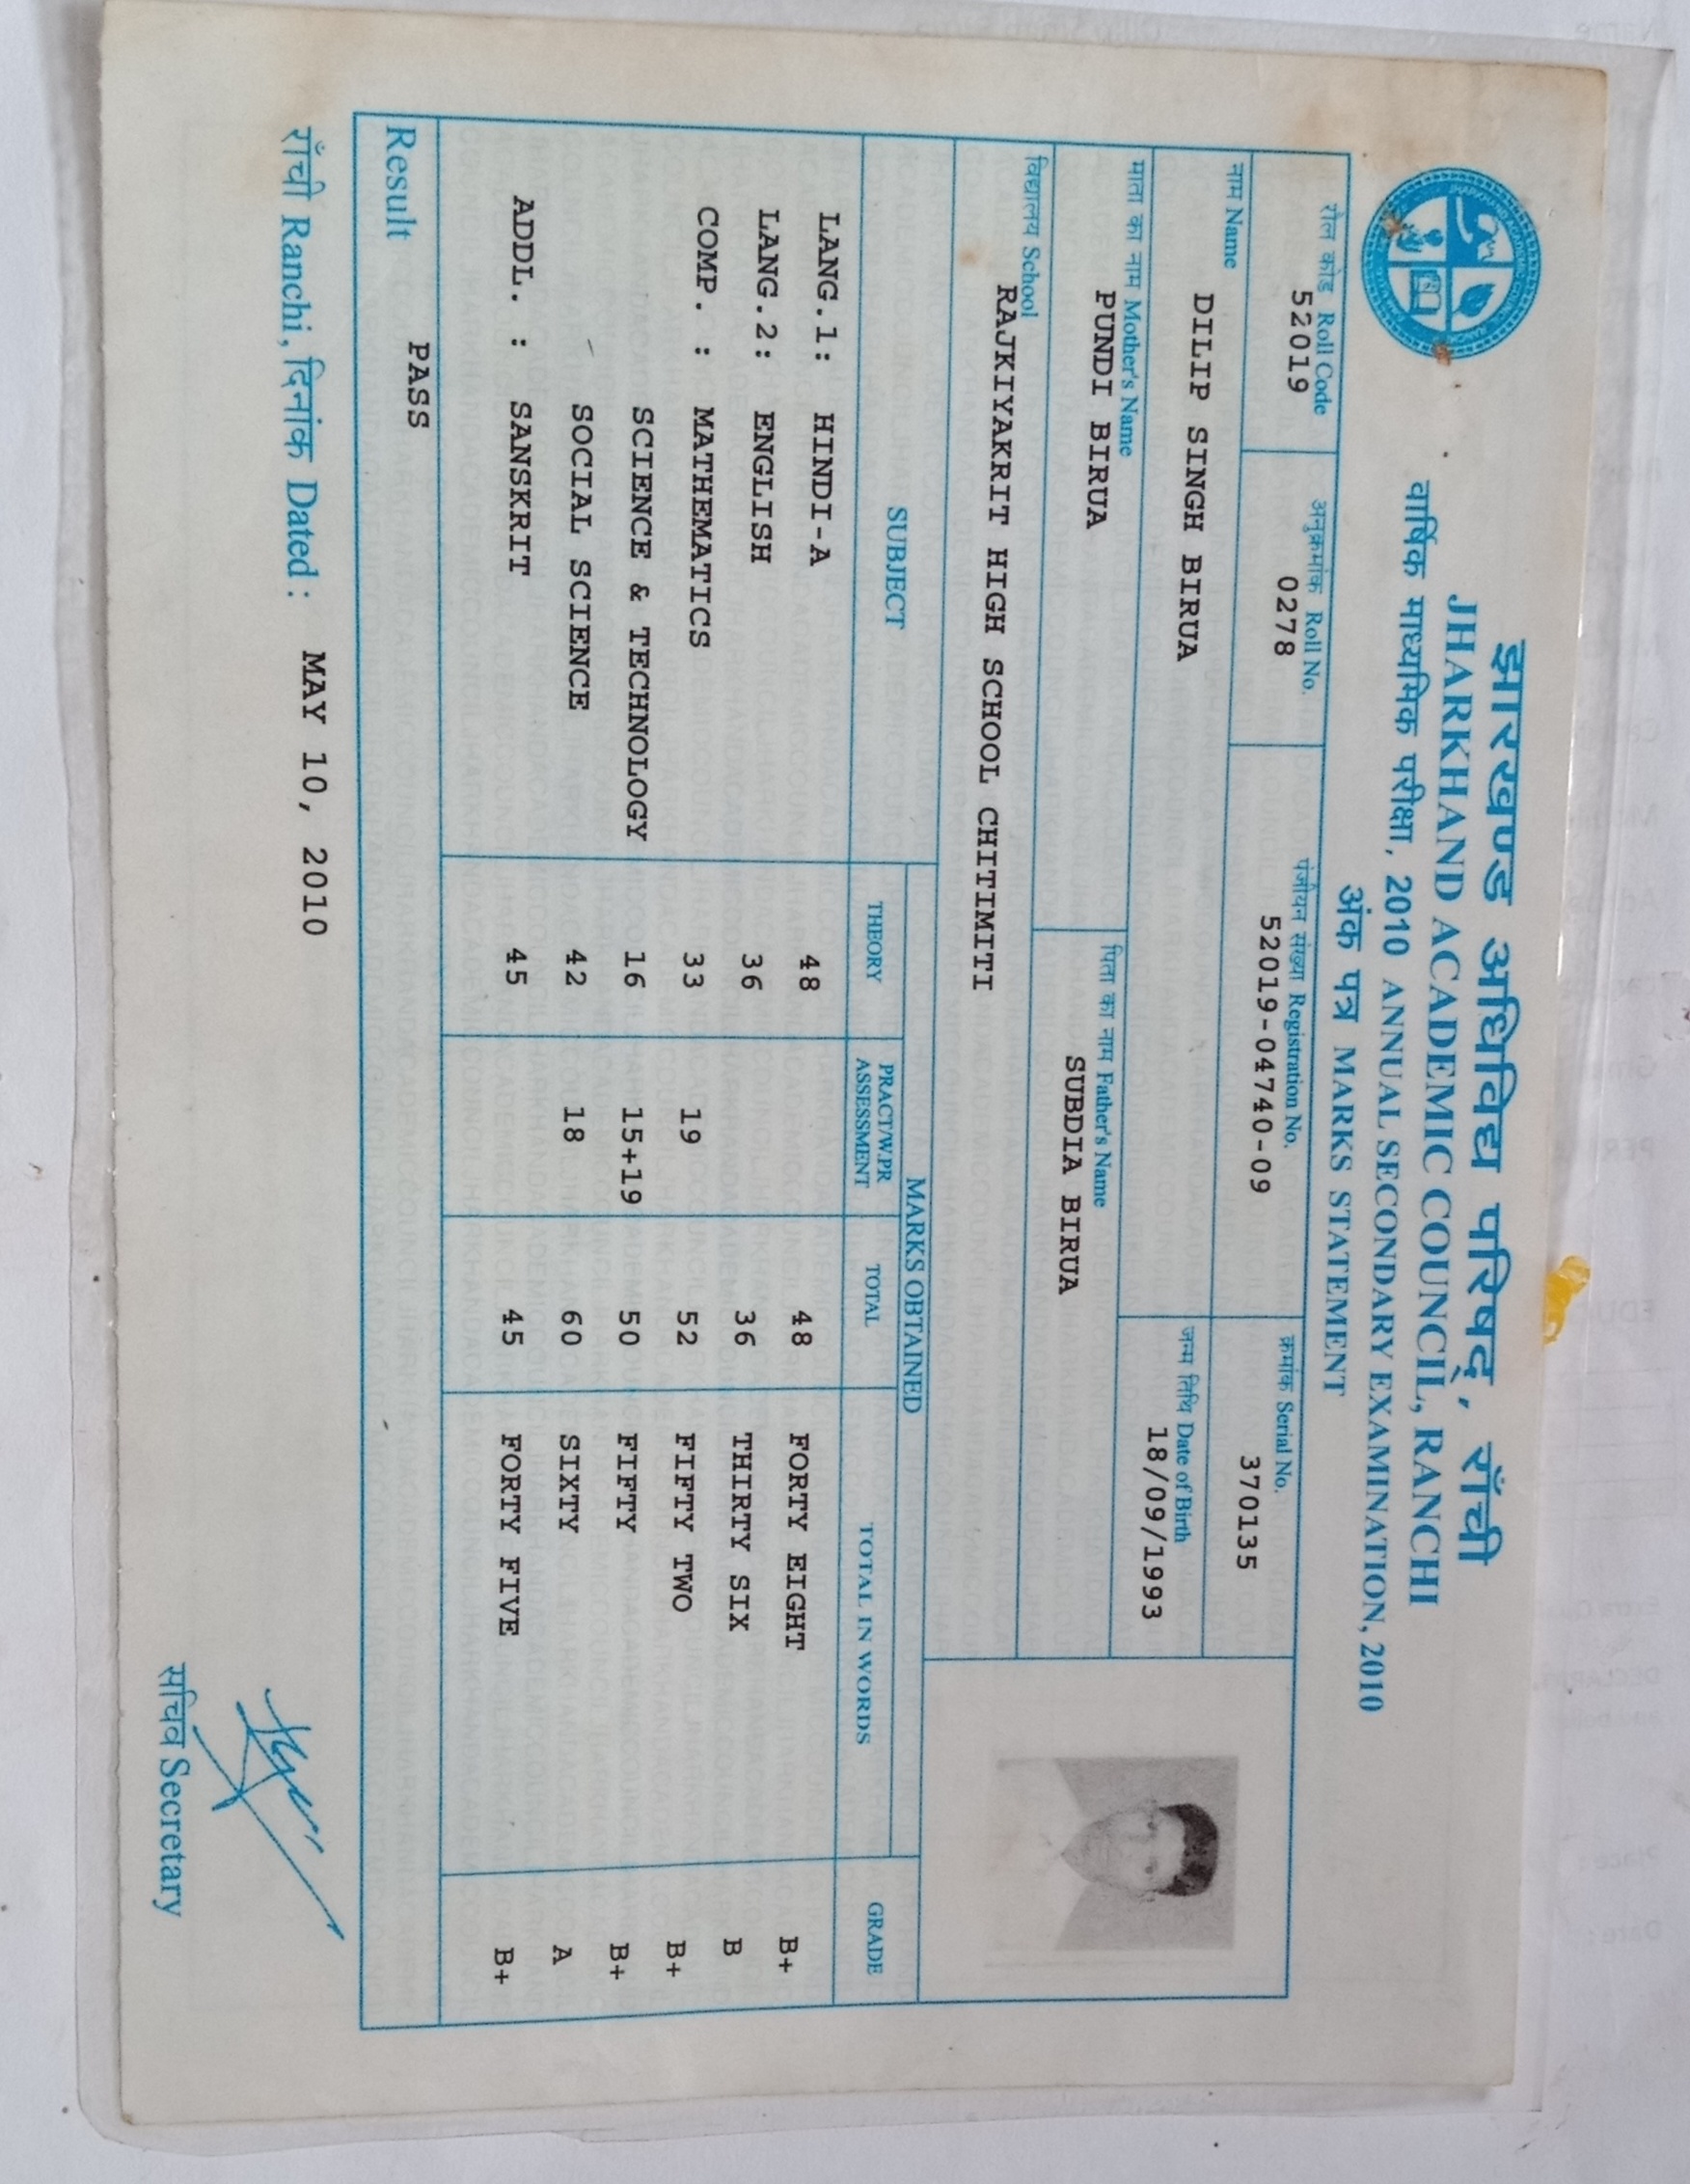 झारखण्ड अधिविद्य परिषद्, राँची
JHARKHAND ACADEMIC COUNCIL, RANCHI
वार्षिक माध्यमिक परीक्षा, 2010 ANNUAL SECONDARY EXAMINATION, 2010
अंक पत्र MARKS STATEMENT
रोल कोड Roll Code अनुक्रमांक Roll No. पंजीयन संख्या Registration No. क्रमांक Serial No.
52019 0278 52019-04740-09 370135
नाम Name जन्म तिथि Date of Birth
DILIP SINGH BIRUA 18/09/1993
माता का नाम Mother's Name पिता का नाम Father's Name
PUNDI BIRUA SUBDIA BIRUA
विद्यालय School
RAJKIYAKRIT HIGH SCHOOL CHITIMITI
SUBJECT MARKS OBTAINED GRADE
THEORY PRACT/W.PR ASSESSMENT TOTAL TOTAL IN WORDS
LANG.1: HINDI-A 48 48 FORTY EIGHT B+
LANG.2: ENGLISH 36 36 THIRTY SIX B
COMP. : MATHEMATICS 33 19 52 FIFTY TWO B+
SCIENCE & TECHNOLOGY 16 15+19 50 FIFTY B+
SOCIAL SCIENCE 42 18 60 SIXTY A
ADDL. : SANSKRIT 45 45 FORTY FIVE B+
Result PASS
राँची Ranchi, दिनांक Dated : MAY 10, 2010
सचिव Secretary